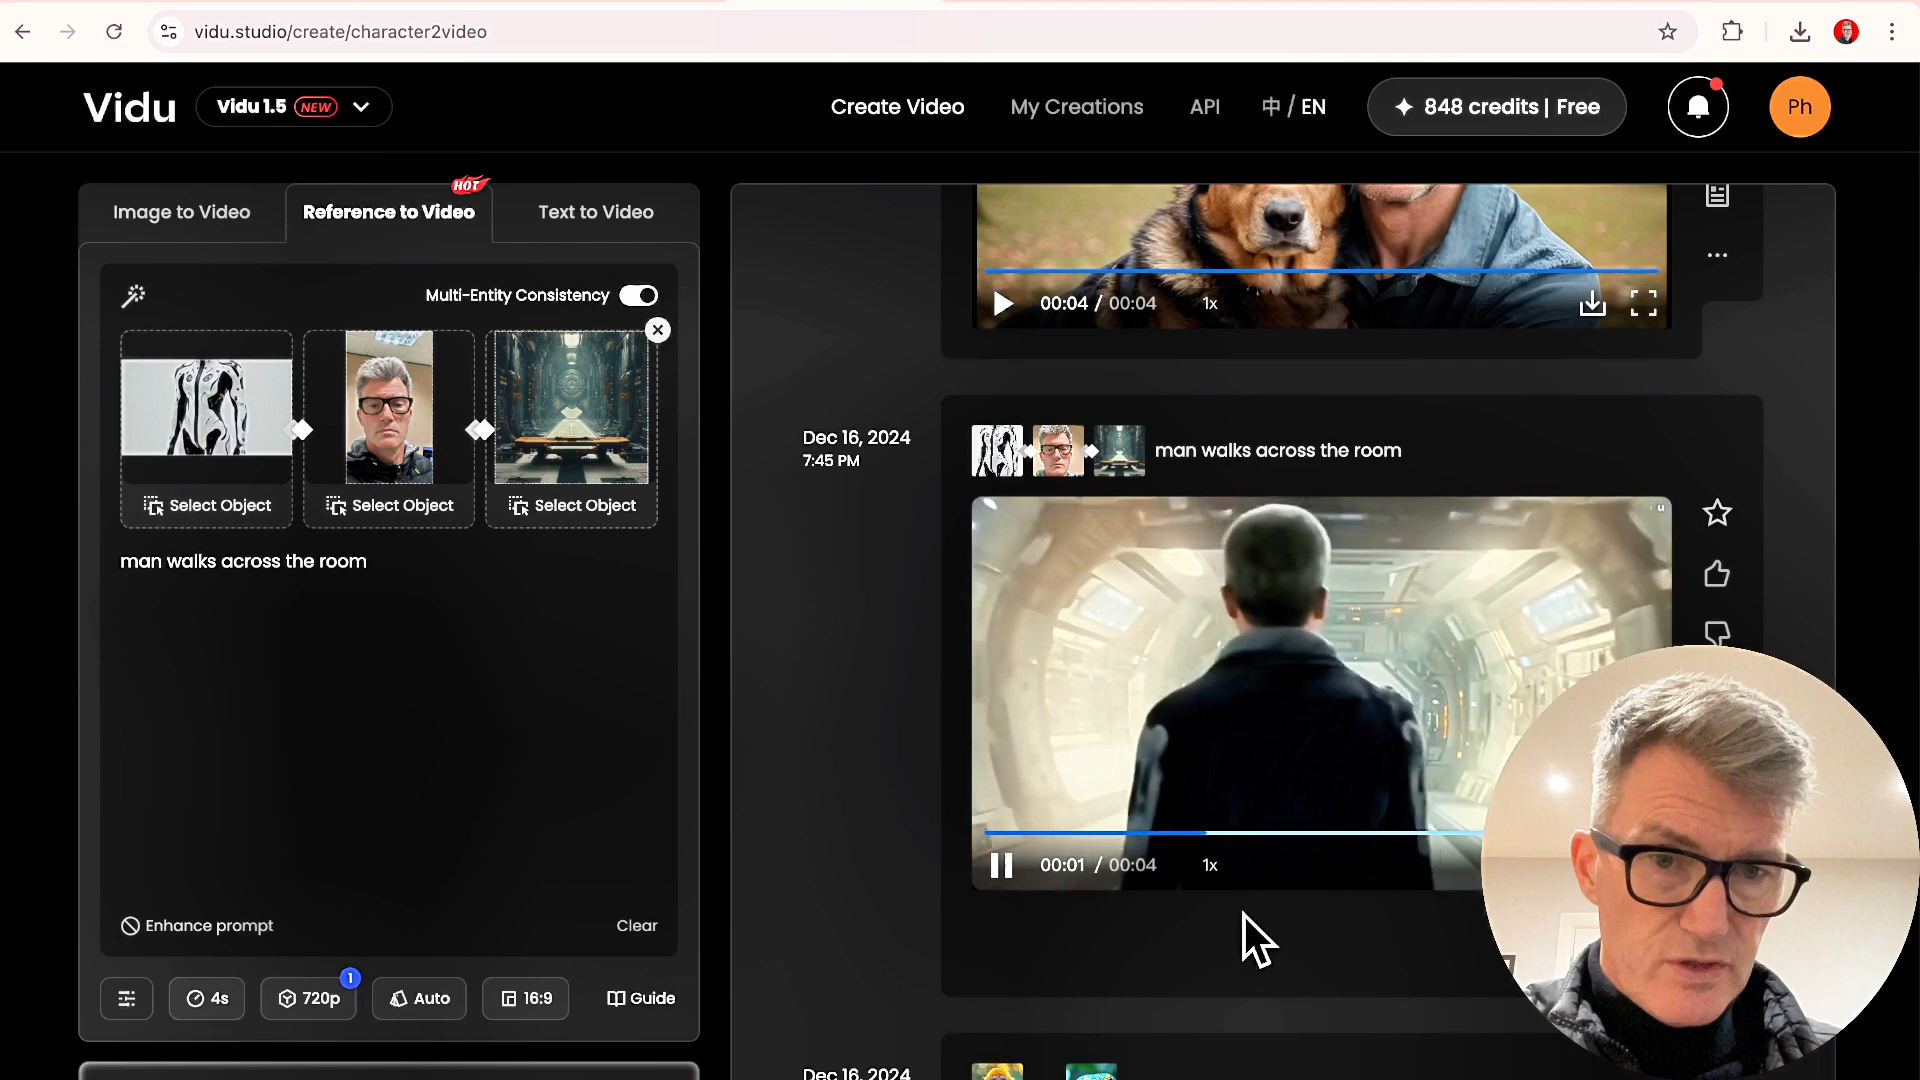 vidu.studio/create/character2video
Vidu
Vidu 1.5 NEW
Create Video
My Creations
API
中 / EN
848 credits | Free
Ph
Image to Video
HOT
Reference to Video
Text to Video
Multi-Entity Consistency
Select Object
Select Object
Select Object
man walks across the room
Enhance prompt
Clear
4s
720p
1
Auto
16:9
Guide
00:04 / 00:04
1x
Dec 16, 2024
7:45 PM
man walks across the room
00:01 / 00:04
1x
Dec 16, 2024